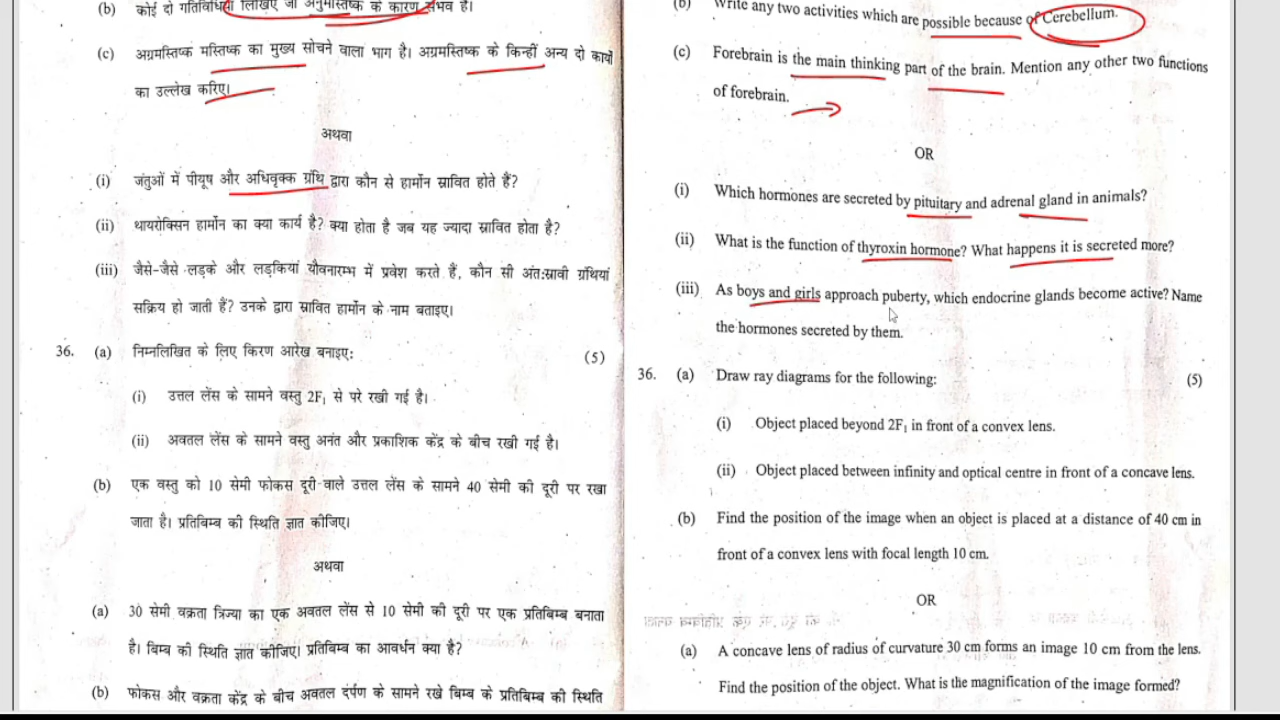 (b) कोई दो गतिविधियाँ लिखिए जो अनुमस्तिष्क के कारण संभव है।
(c) अग्रमस्तिष्क मस्तिष्क का मुख्य सोचने वाला भाग है। अग्रमस्तिष्क के किन्हीं अन्य दो कार्यों
का उल्लेख करिए।
अथवा
(i) जंतुओं में पीयूष और अधिवृक्क ग्रंथि द्वारा कौन से हार्मोन स्रावित होते हैं?
(ii) थायरोक्सिन हार्मोन का क्या कार्य है? क्या होता है जब यह ज्यादा स्रावित होता है?
(iii) जैसे-जैसे लड़के और लड़कियां यौवनारम्भ में प्रवेश करते हैं, कौन सी अंतःस्रावी ग्रंथियां
सक्रिय हो जाती हैं? उनके द्वारा स्रावित हार्मोन के नाम बताइए।
36. (a) निम्नलिखित के लिए किरण आरेख बनाइए: (5)
(i) उत्तल लेंस के सामने वस्तु 2F₁ से परे रखी गई है।
(ii) अवतल लेंस के सामने वस्तु अनंत और प्रकाशिक केंद्र के बीच रखी गई है।
(b) एक वस्तु को 10 सेमी फोकस दूरी वाले उत्तल लेंस के सामने 40 सेमी की दूरी पर रखा
जाता है। प्रतिबिम्ब की स्थिति ज्ञात कीजिए।
अथवा
(a) 30 सेमी वक्रता त्रिज्या का एक अवतल लेंस से 10 सेमी की दूरी पर एक प्रतिबिम्ब बनाता
है। बिम्ब की स्थिति ज्ञात कीजिए। प्रतिबिम्ब का आवर्धन क्या है?
(b) फोकस और वक्रता केंद्र के बीच अवतल दर्पण के सामने रखे बिम्ब के प्रतिबिम्ब की स्थिति
(b) Write any two activities which are possible because of Cerebellum.
(c) Forebrain is the main thinking part of the brain. Mention any other two functions
of forebrain.
OR
(i) Which hormones are secreted by pituitary and adrenal gland in animals?
(ii) What is the function of thyroxin hormone? What happens it is secreted more?
(iii) As boys and girls approach puberty, which endocrine glands become active? Name
the hormones secreted by them.
36. (a) Draw ray diagrams for the following: (5)
(i) Object placed beyond 2F₁ in front of a convex lens.
(ii) Object placed between infinity and optical centre in front of a concave lens.
(b) Find the position of the image when an object is placed at a distance of 40 cm in
front of a convex lens with focal length 10 cm.
OR
(a) A concave lens of radius of curvature 30 cm forms an image 10 cm from the lens.
Find the position of the object. What is the magnification of the image formed?